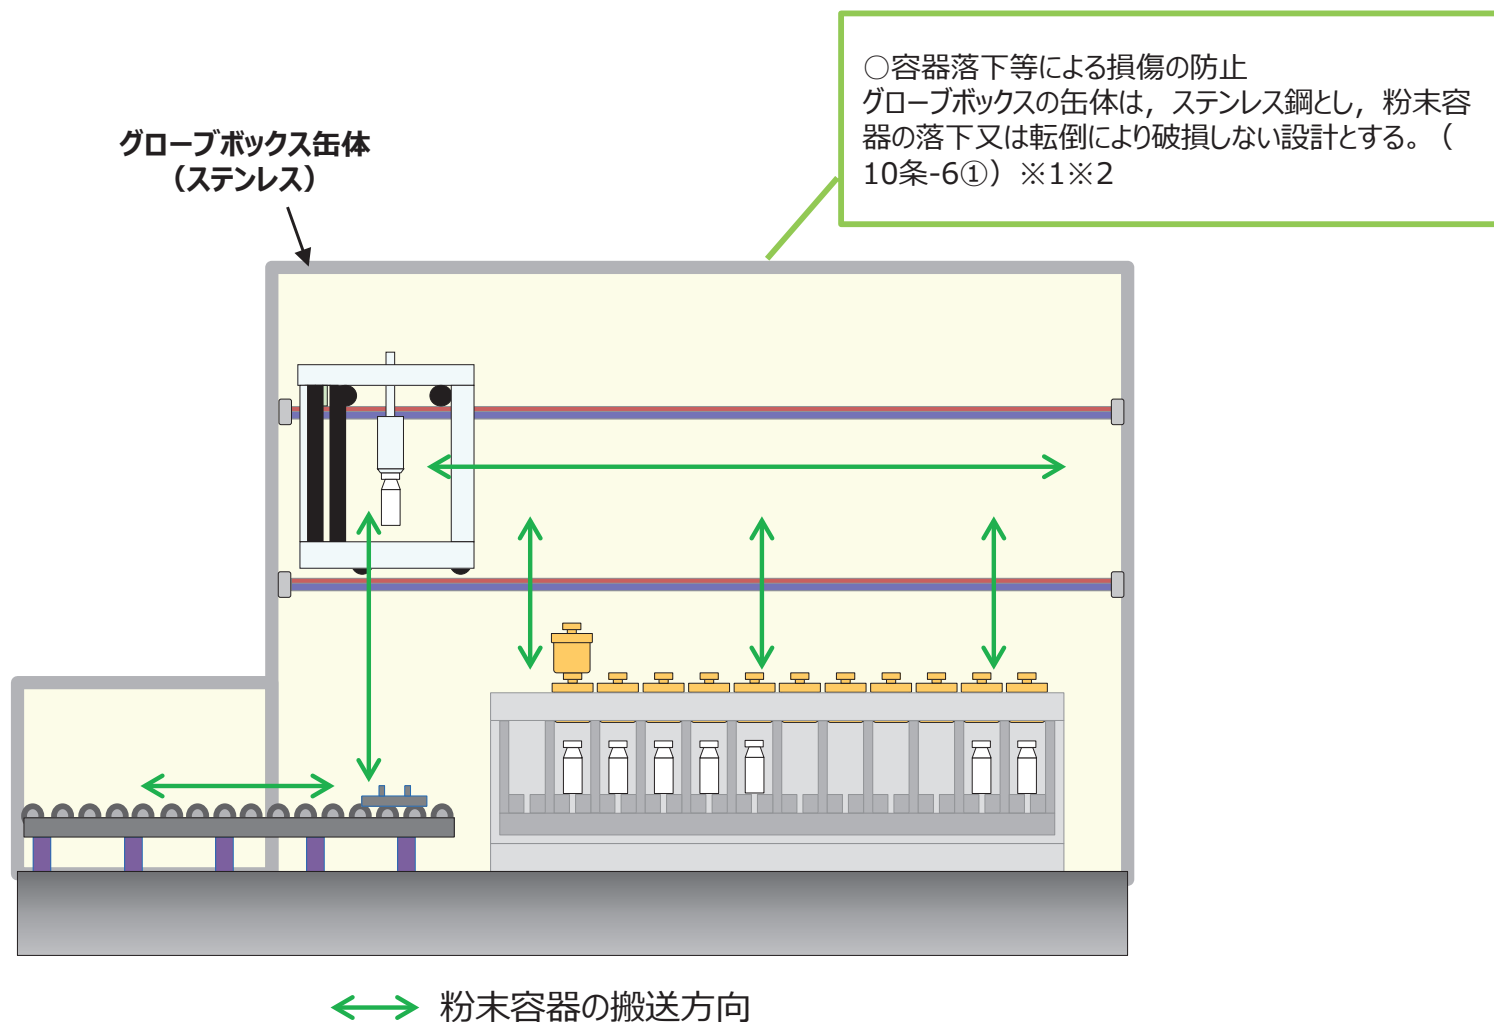 ○容器落下等による損傷の防止
グローブボックスの缶体は，ステンレス鋼とし，粉末容
器の落下又は転倒により破損しない設計とする。（
10条-6①）※1※2
グローブボックス缶体
（ステンレス）
粉末容器の搬送方向